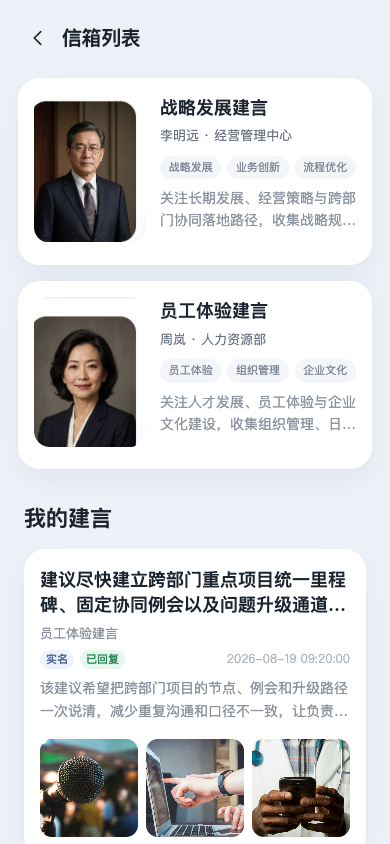 信箱列表
战略发展建言
李明远 · 经营管理中心
战略发展 业务创新 流程优化
关注长期发展、经营策略与跨部
门协同落地路径，收集战略规...
员工体验建言
周岚 · 人力资源部
员工体验 组织管理 企业文化
关注人才发展、员工体验与企业
文化建设，收集组织管理、日...
我的建言
建议尽快建立跨部门重点项目统一里程
碑、固定协同例会以及问题升级通道...
员工体验建言
实名 已回复 2026-08-19 09:20:00
该建议希望把跨部门项目的节点、例会和升级路径
一次说清，减少重复沟通和口径不一致，让负责...